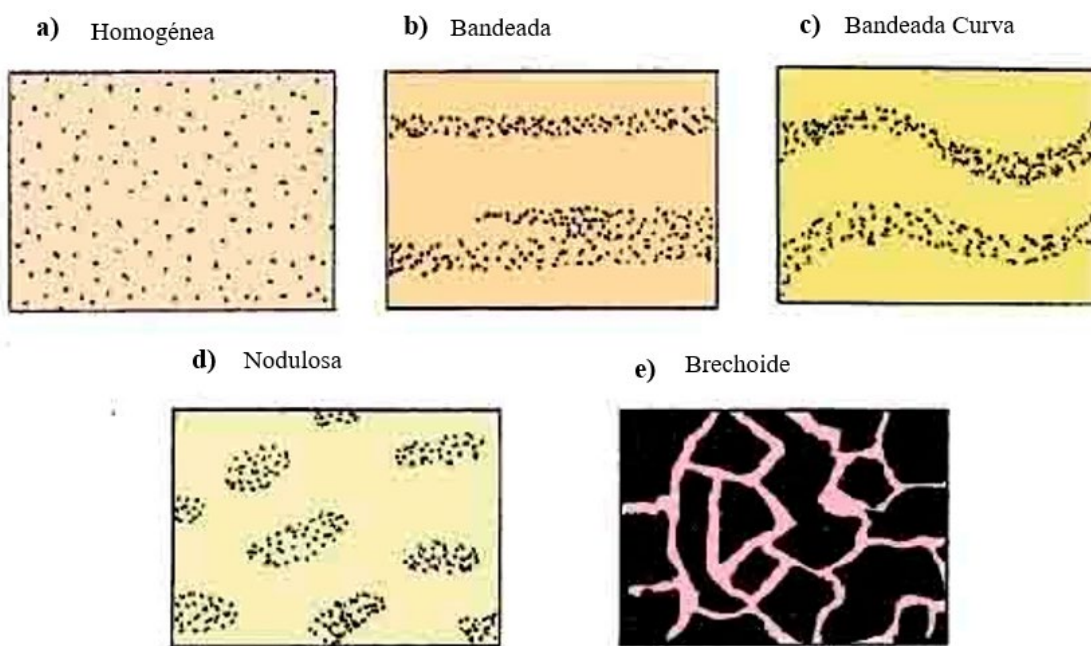 a) Homogénea
b) Bandeada
c) Bandeada Curva
d) Nodulosa
e) Brechoide